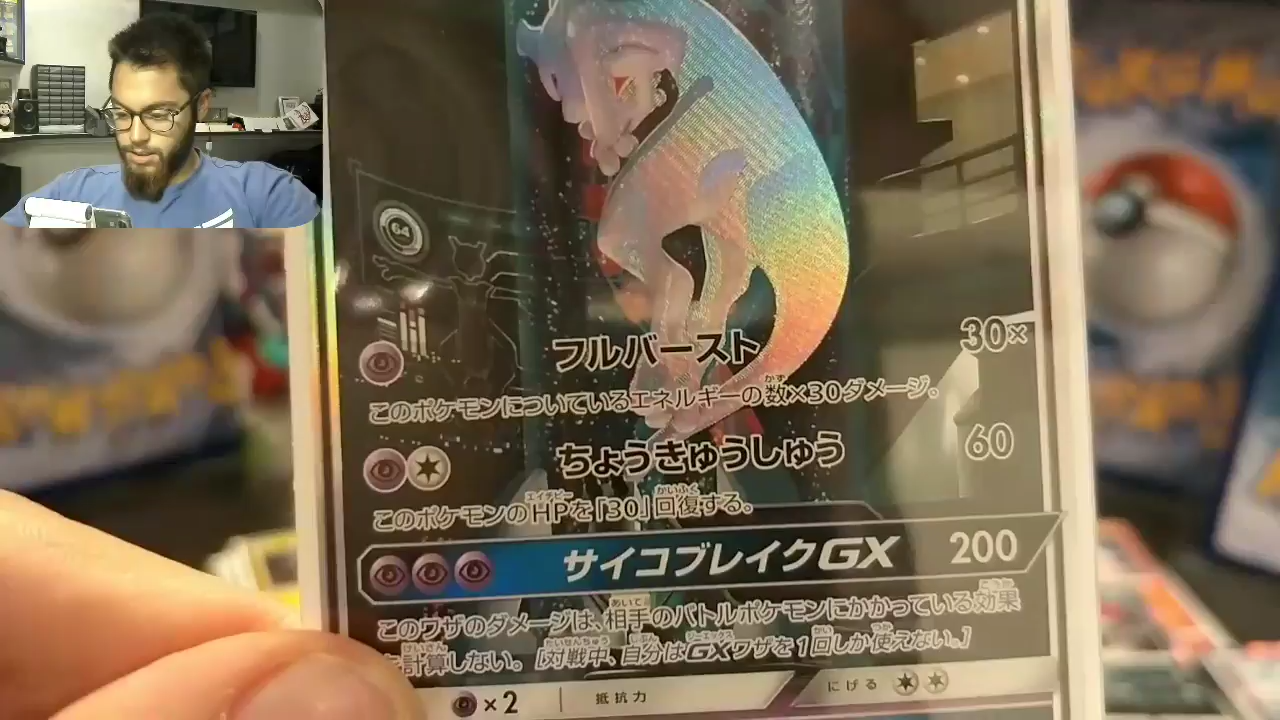 64
フルバースト 30×
このポケモンについているエネルギーの数×30ダメージ。
ちょうきゅうしゅう 60
このポケモンのHPを「30」回復する。
サイコブレイクGX 200
このワザのダメージは、相手のバトルポケモンにかかっている効果
を計算しない。［対戦中、自分はGXワザを1回しか使えない。］
×2 抵抗力 にげる